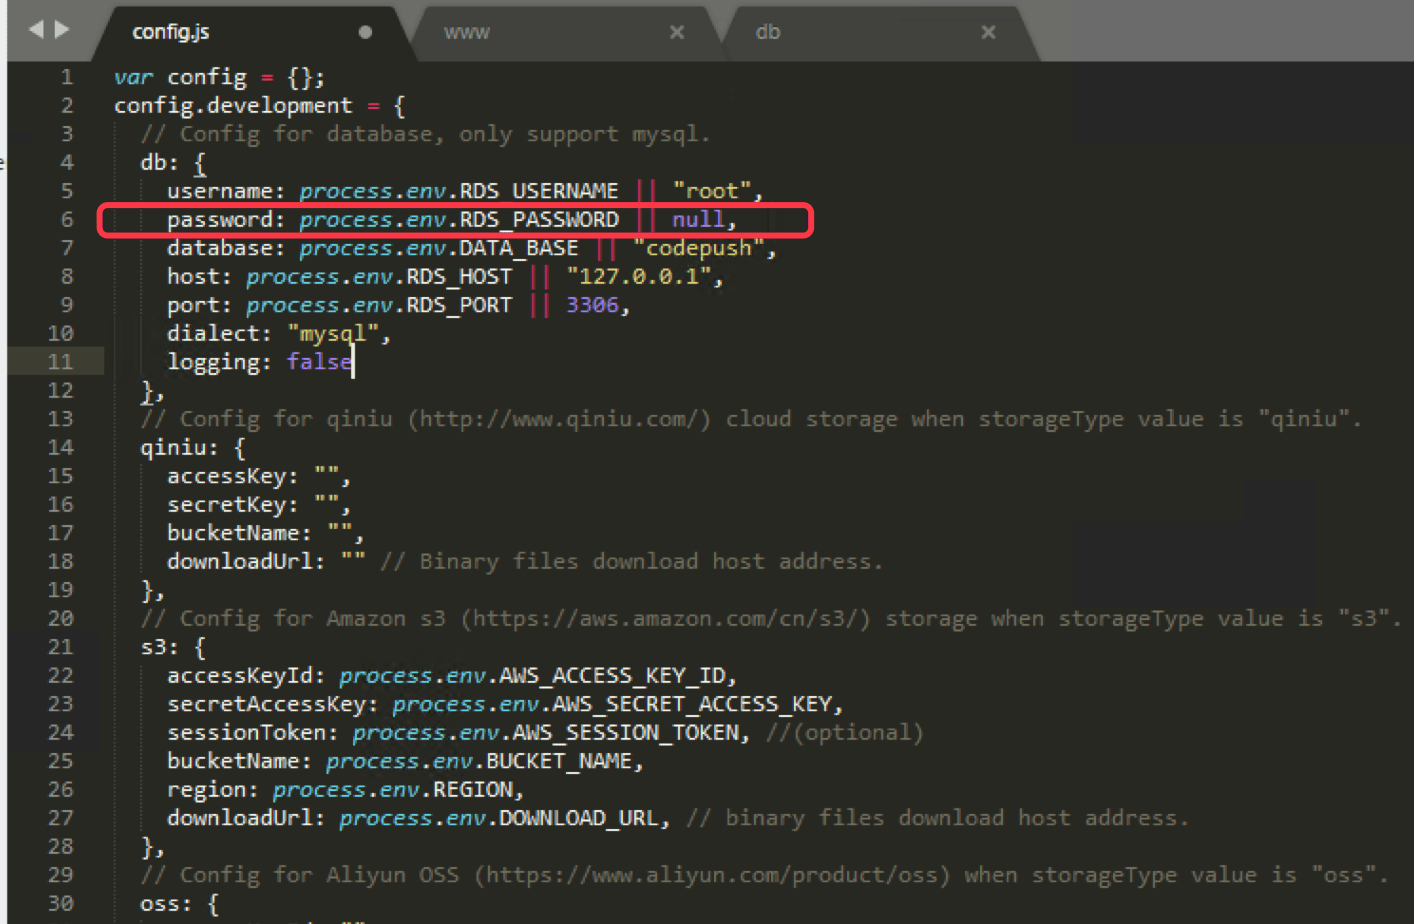 config.js
www
db
1 var config = {};
2 config.development = {
3 // Config for database, only support mysql.
4 db: {
5 username: process.env.RDS_USERNAME || "root",
6 password: process.env.RDS_PASSWORD || null,
7 database: process.env.DATA_BASE || "codepush",
8 host: process.env.RDS_HOST || "127.0.0.1",
9 port: process.env.RDS_PORT || 3306,
10 dialect: "mysql",
11 logging: false
12 },
13 // Config for qiniu (http://www.qiniu.com/) cloud storage when storageType value is "qiniu".
14 qiniu: {
15 accessKey: "",
16 secretKey: "",
17 bucketName: "",
18 downloadUrl: "" // Binary files download host address.
19 },
20 // Config for Amazon s3 (https://aws.amazon.com/cn/s3/) storage when storageType value is "s3".
21 s3: {
22 accessKeyId: process.env.AWS_ACCESS_KEY_ID,
23 secretAccessKey: process.env.AWS_SECRET_ACCESS_KEY,
24 sessionToken: process.env.AWS_SESSION_TOKEN, //(optional)
25 bucketName: process.env.BUCKET_NAME,
26 region: process.env.REGION,
27 downloadUrl: process.env.DOWNLOAD_URL, // binary files download host address.
28 },
29 // Config for Aliyun OSS (https://www.aliyun.com/product/oss) when storageType value is "oss".
30 oss: {